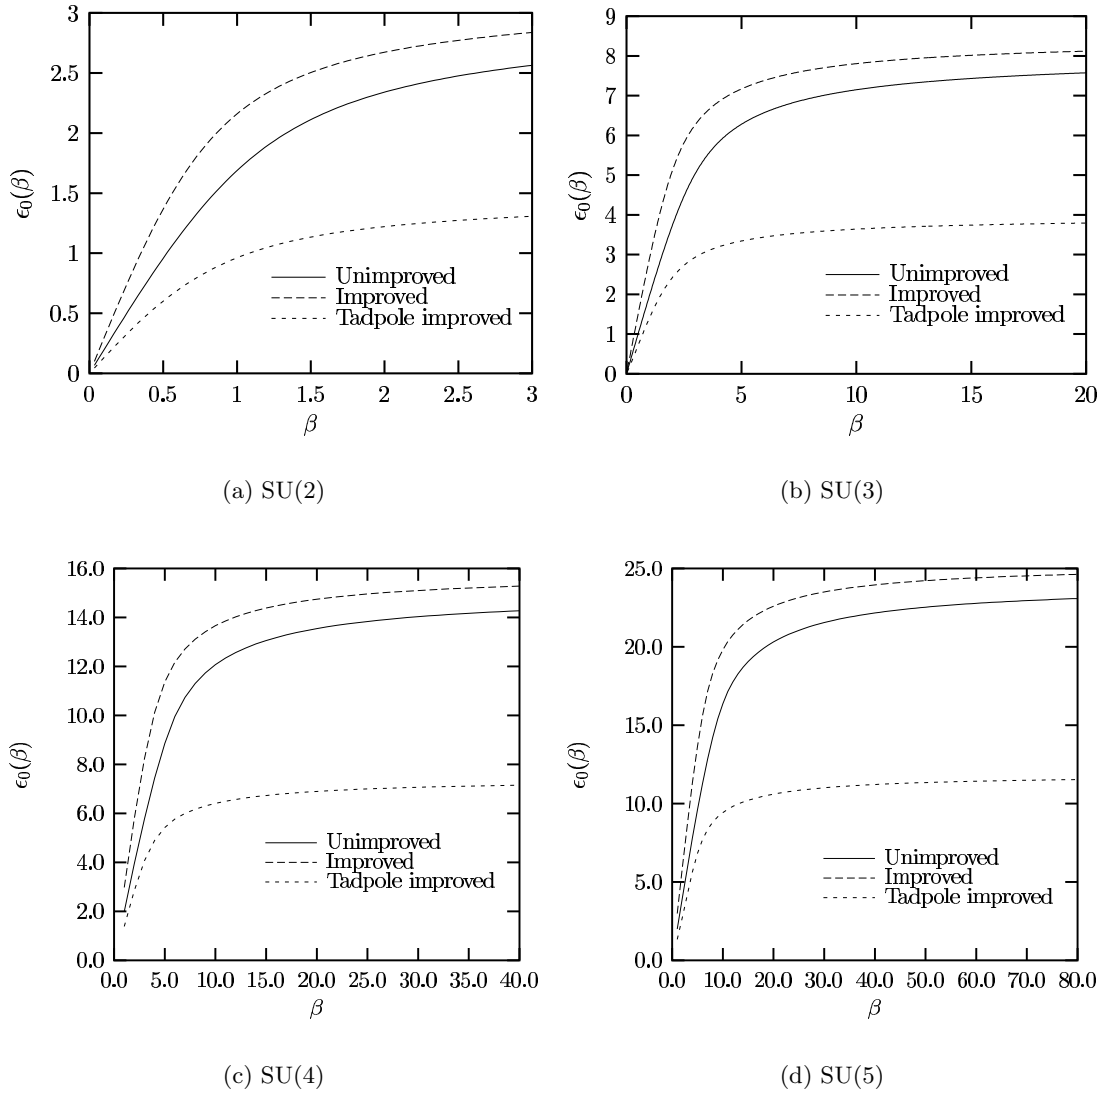 3
2.5
2
1.5
1
0.5
0
ϵ₀(β)
Unimproved
Improved
Tadpole improved
0 0.5 1 1.5 2 2.5 3
β
(a) SU(2)
9
8
7
6
5
4
3
2
1
0
ϵ₀(β)
Unimproved
Improved
Tadpole improved
0 5 10 15 20
β
(b) SU(3)
16.0
14.0
12.0
10.0
8.0
6.0
4.0
2.0
0.0
ϵ₀(β)
Unimproved
Improved
Tadpole improved
0.0 5.0 10.0 15.0 20.0 25.0 30.0 35.0 40.0
β
(c) SU(4)
25.0
20.0
15.0
10.0
5.0
0.0
ϵ₀(β)
Unimproved
Improved
Tadpole improved
0.0 10.0 20.0 30.0 40.0 50.0 60.0 70.0 80.0
β
(d) SU(5)